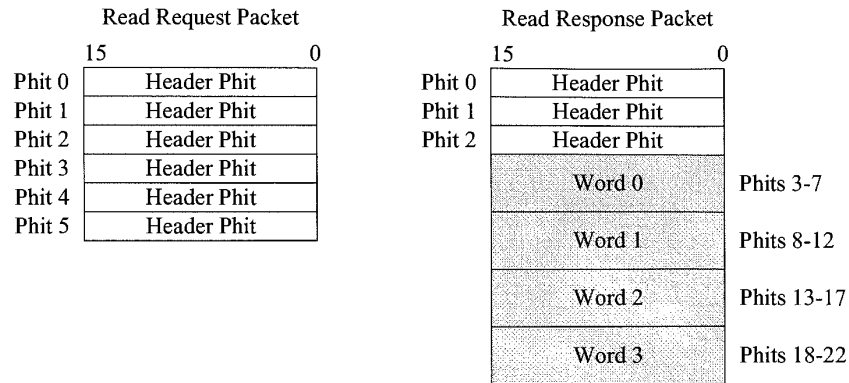 Read Request Packet
15 0
Phit 0 Header Phit
Phit 1 Header Phit
Phit 2 Header Phit
Phit 3 Header Phit
Phit 4 Header Phit
Phit 5 Header Phit
Read Response Packet
15 0
Phit 0 Header Phit
Phit 1 Header Phit
Phit 2 Header Phit
Word 0 Phits 3-7
Word 1 Phits 8-12
Word 2 Phits 13-17
Word 3 Phits 18-22